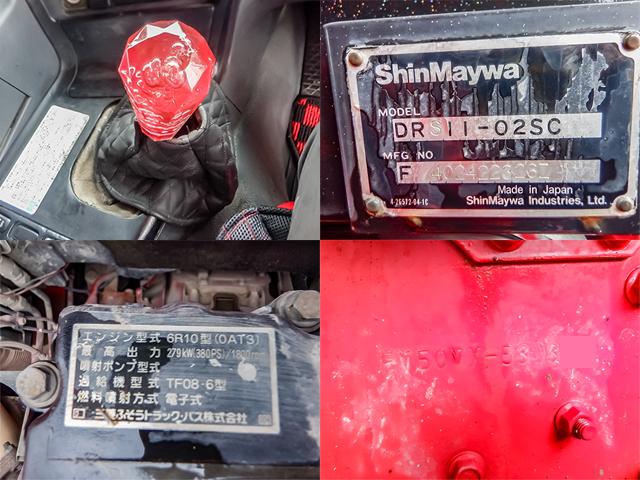 ShinMaywa
MODEL
DRS11-02SC
MFG NO
F
Made in Japan
ShinMaywa Industries, Ltd.
エンジン型式 6R10型(0AT3)
最高出力 279kW(380PS)/1800rpm
噴射ポンプ型式
過給機型式 TF08-6型
燃料噴射方式 電子式
三菱ふそうトラック・バス株式会社